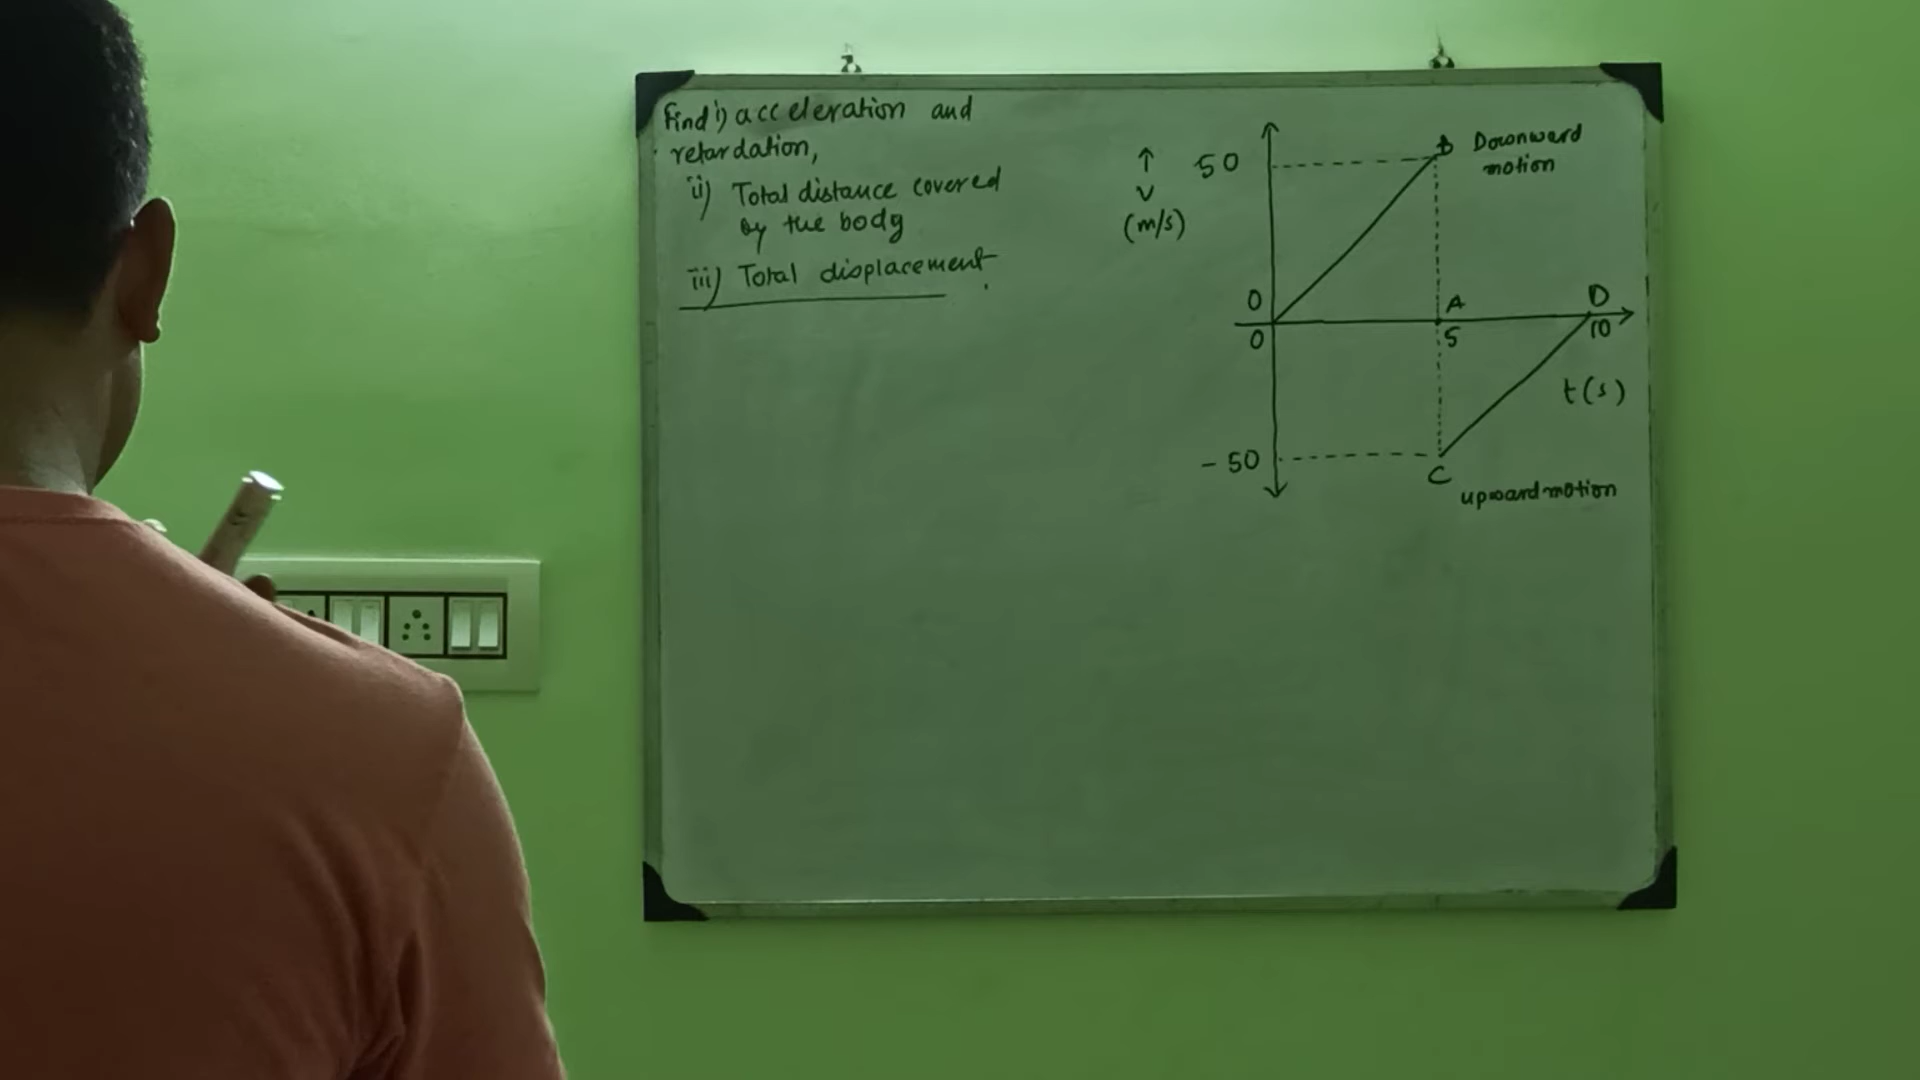 Find i) acceleration and
retardation,
ii) Total distance covered
by the body
iii) Total displacement.
↑
V
(m/s)
50
B
Downward
motion
0
A
D
0
5
10
t(s)
-50
C
upward motion